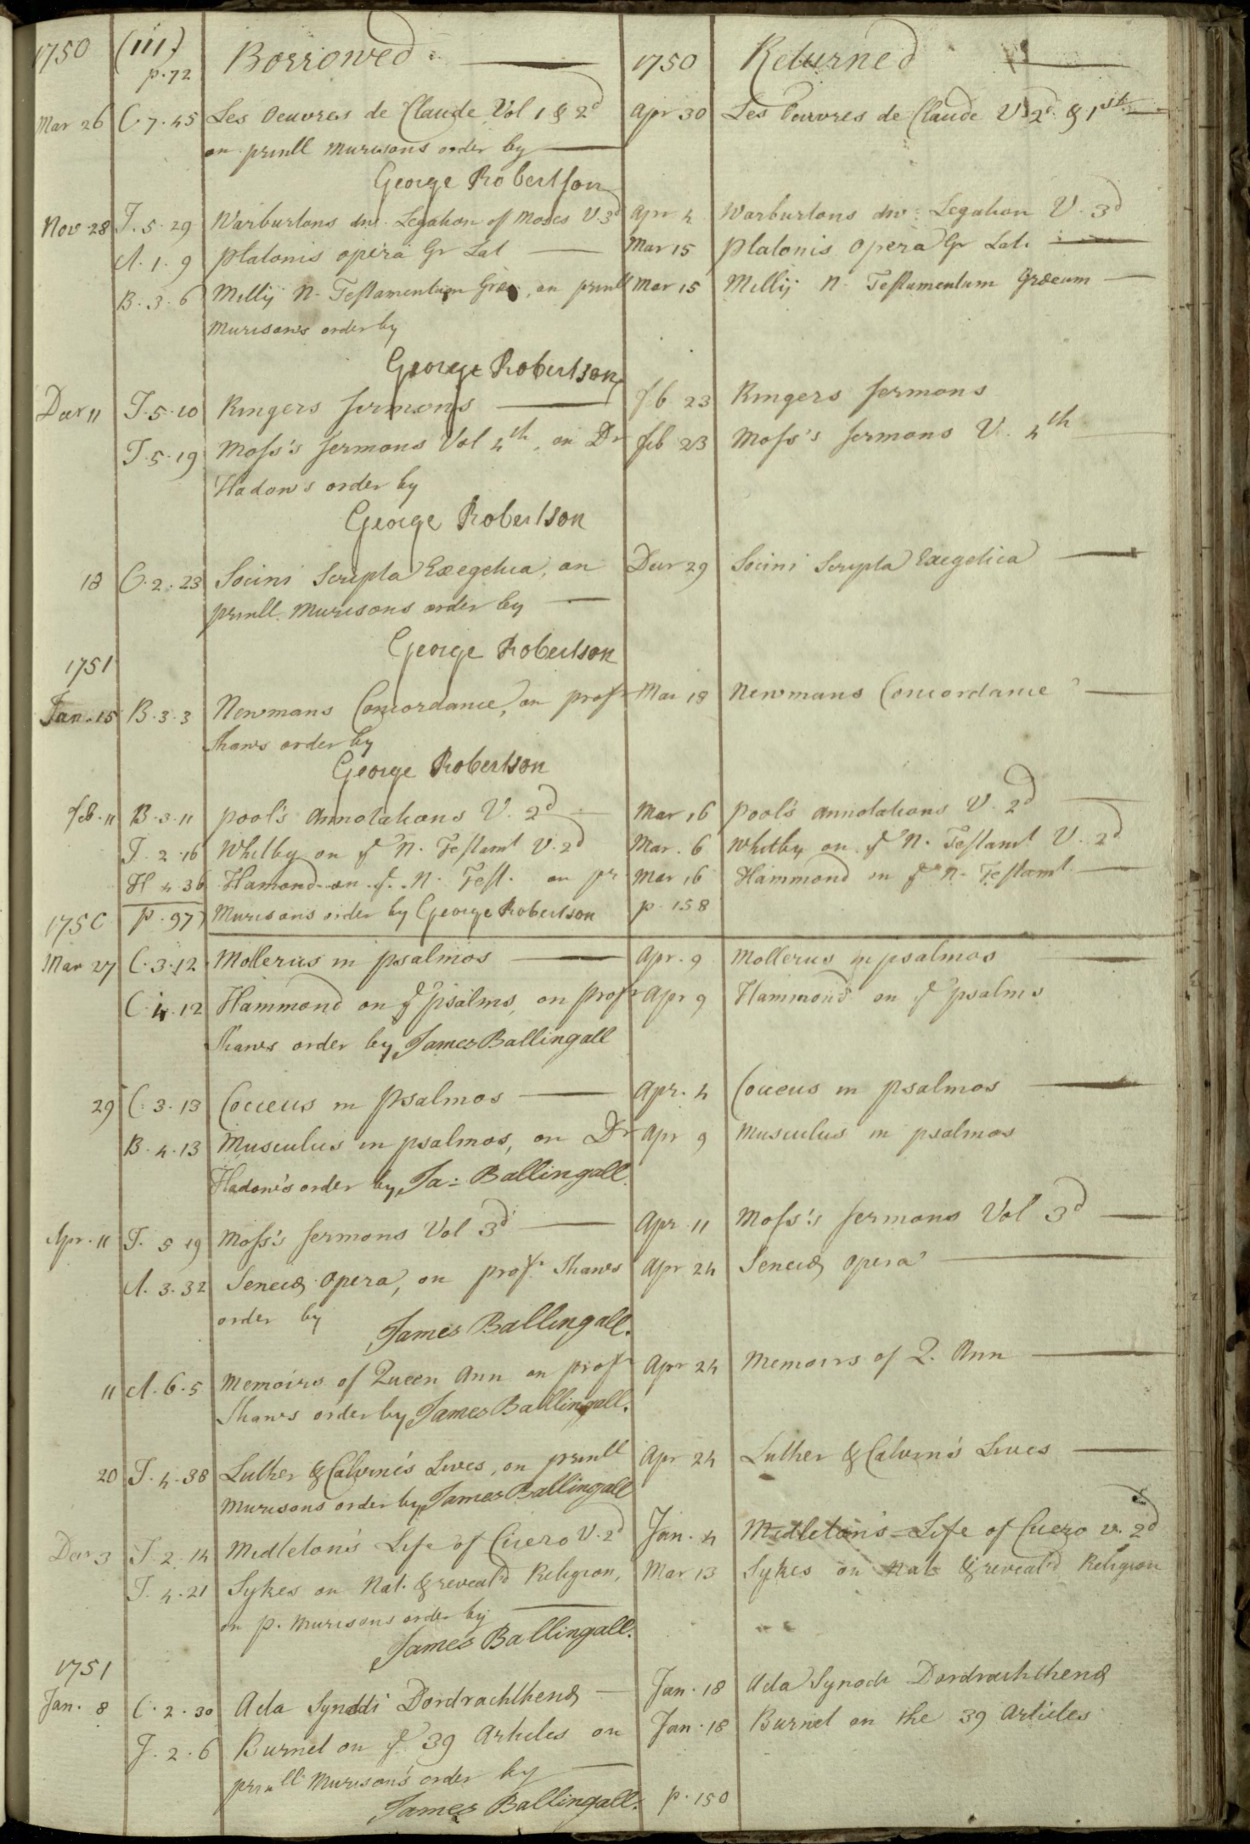 1750 (111) Borrowed 1750 Returned
p. 72
Mar 26 C. 7. 45 Les Oeuvres de Claude Vol 1 & 2d Apr 30 Les Oeuvres de Claude V. 2d & 1st
on prinll Murisons order by
George Robertson
Nov. 28 T. 5. 29 Warburtons div. Legation of Moses V. 3d Apr 4 Warburtons div. Legation V. 3d
A. 1. 9 Platonis opera Gr Lat Mar 15 Platonis opera Gr Lat.
B. 3. 6 Millij N. Testamentum Græc, on prinll Mar 15 Millij N. Testamentum Græcum
Murisons order by
George Robertson
Decr 11 T. 5. 20 Ringers sermons feb 23 Ringers sermons
T. 5. 19 Moss's sermons Vol 4th, on Dr feb 23 Moss's sermons V. 4th
Hadow's order by
George Robertson
18 C. 2. 23 Socini Scripta Exegetica, on Decr 29 Socini Scripta Exegetica
prinll. Murisons order by
George Robertson
1751
Jan. 15 B. 3. 3 Newmans Concordance, on profr Mar 18 Newmans Concordance
Shaws order by
George Robertson
feb. 11 B. 3. 11 pool's annotations V. 2d Mar 16 pool's annotations V. 2d
T. 2. 16 Whitby on ye N. Testamt V. 2d Mar. 6 Whitby on ye N. Testamt V. 2d
H 4 36 Hamond on ye N. Test. on pr Mar 16 Hammond on ye N. Testamt
1750 p. 97 Murisons order by George Robertson p. 158
Mar 27 C. 3. 12 Mollerus in psalmos Apr. 9 Mollerus in psalmos
C. 4. 12 Hammond on ye psalms, on Profr Apr 9 Hammond on ye psalms
Shaws order by James Ballingall
29 C. 3. 13 Cocceus in Psalmos Apr. 4 Cocceus in psalmos
B. 4. 13 Musculus in psalmos, on Dr Apr 9 Musculus in psalmos
Hadow's order by Ja: Ballingall
Apr. 11 T. 5 19 Moss's sermons Vol 3d Apr. 11 Moss's sermons Vol 3d
A. 3. 32 Senecæ opera, on profr Shaws Apr 24 Senecæ opera
order by James Ballingall.
11 A. 6. 5 Memoirs of Queen Ann on profr Apr 24 Memoirs of Q. Ann
Shaws order by James Ballingall.
20 T. 4. 38 Luther & Calvin's Lives, on prinll Apr 24 Luther & Calvin's Lives
Murisons order by James Ballingall
Decr 3 T. 2. 14 Midleton's Life of Cicero V. 2d Jan. 4 Midleton's Life of Cicero v. 2d
T. 4. 21 Sykes on Nat. & reveal'd Religion, Mar 13 Sykes on Nat. & reveal'd Religion
on p. Murisons order by
James Ballingall.
1751
Jan. 8 C. 2. 30 Acta Synodi Dordrachthenæ Jan. 18 Acta Synodi Dordrachthenæ
J. 2. 6 Burnet on ye 39 Articles on Jan. 18 Burnet on the 39 Articles
prinll Murison's order by
James Ballingall. p. 150